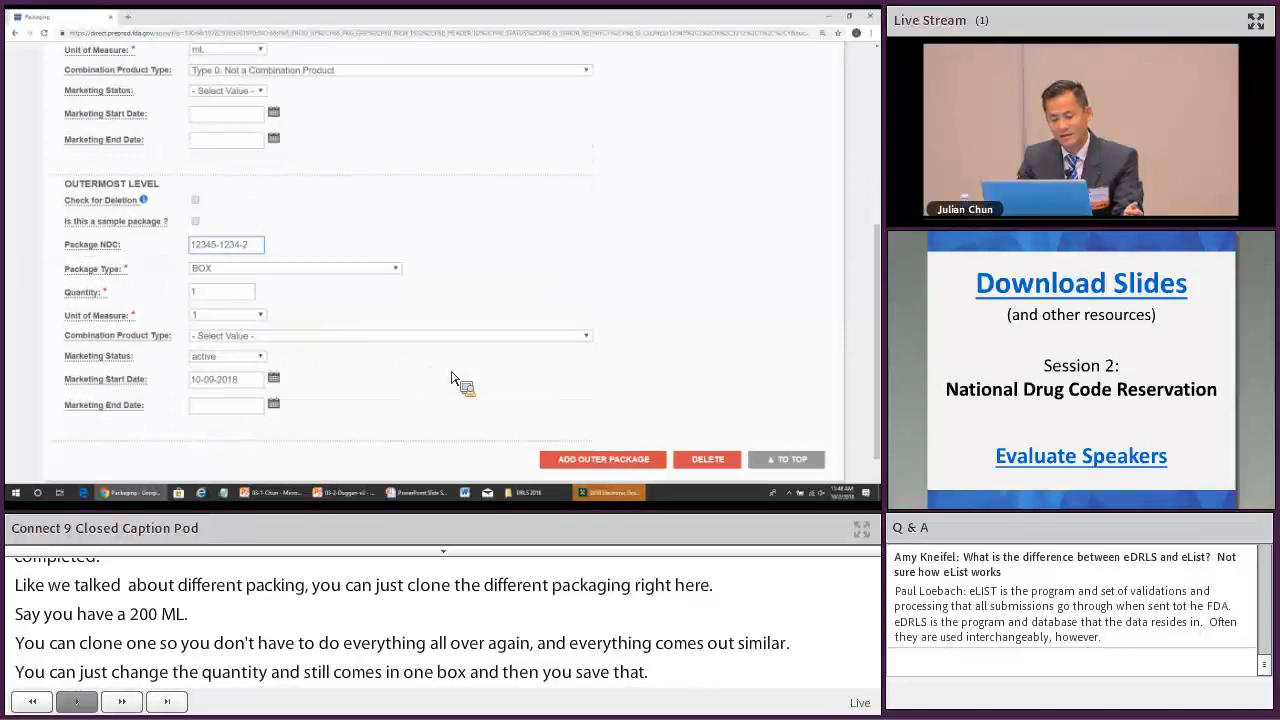 Packaging
Unit of Measure: * mL
Combination Product Type: Type 0: Not a Combination Product
Marketing Status: - Select Value -
Marketing Start Date:
Marketing End Date:
OUTERMOST LEVEL
Check for Deletion
Is this a sample package ?
Package NDC: 12345-1234-2
Package Type: * BOX
Quantity: * 1
Unit of Measure: * 1
Combination Product Type: - Select Value -
Marketing Status: active
Marketing Start Date: 10-09-2018
Marketing End Date:
ADD OUTER PACKAGE DELETE ▲ TO TOP
Live Stream (1)
Julian Chun
Download Slides
(and other resources)
Session 2:
National Drug Code Reservation
Evaluate Speakers
Connect 9 Closed Caption Pod
completed.
Like we talked about different packing, you can just clone the different packaging right here.
Say you have a 200 ML.
You can clone one so you don't have to do everything all over again, and everything comes out similar.
You can just change the quantity and still comes in one box and then you save that.
Live
Q & A
Amy Kneifel: What is the difference between eDRLS and eList? Not
sure how eList works
Paul Loebach: eLIST is the program and set of validations and
processing that all submissions go through when sent tot he FDA.
eDRLS is the program and database that the data resides in. Often
they are used interchangeably, however.